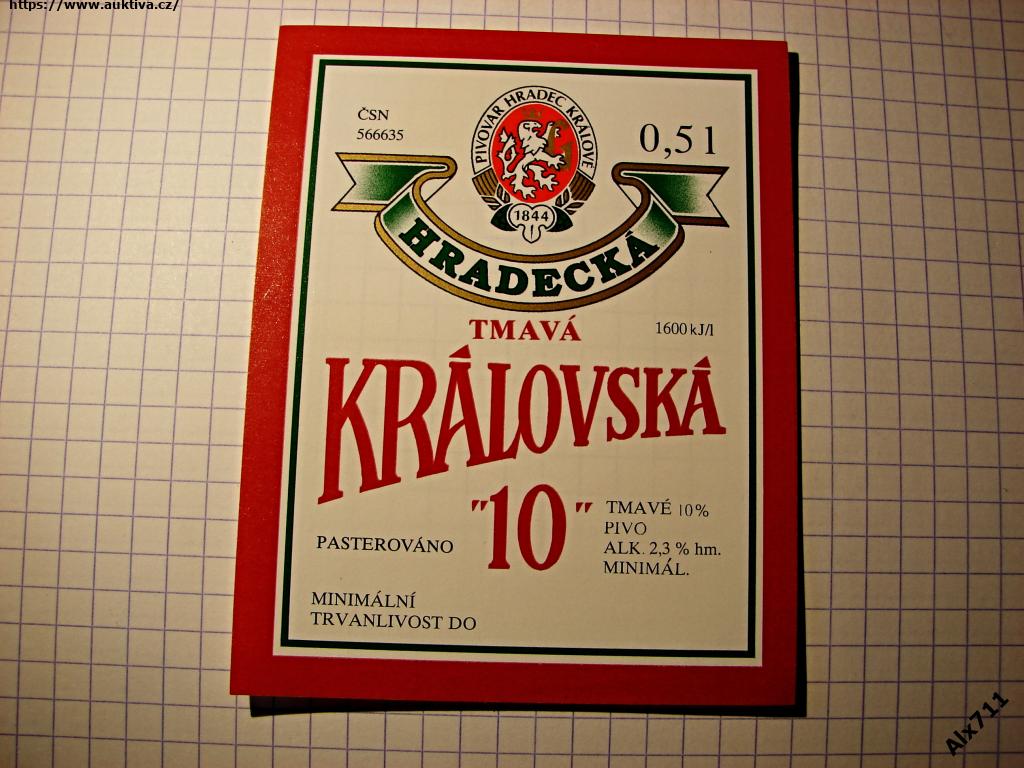 https://www.auktiva.cz/
ČSN
566635
PIVOVAR HRADEC KRÁLOVÉ
0,5 l
1844
HRADECKÁ
TMAVÁ
1600 kJ/l
KRÁLOVSKÁ
"10"
TMAVÉ 10%
PIVO
ALK. 2,3 % hm.
MINIMÁL.
PASTEROVÁNO
MINIMÁLNÍ
TRVANLIVOST DO
Alx711